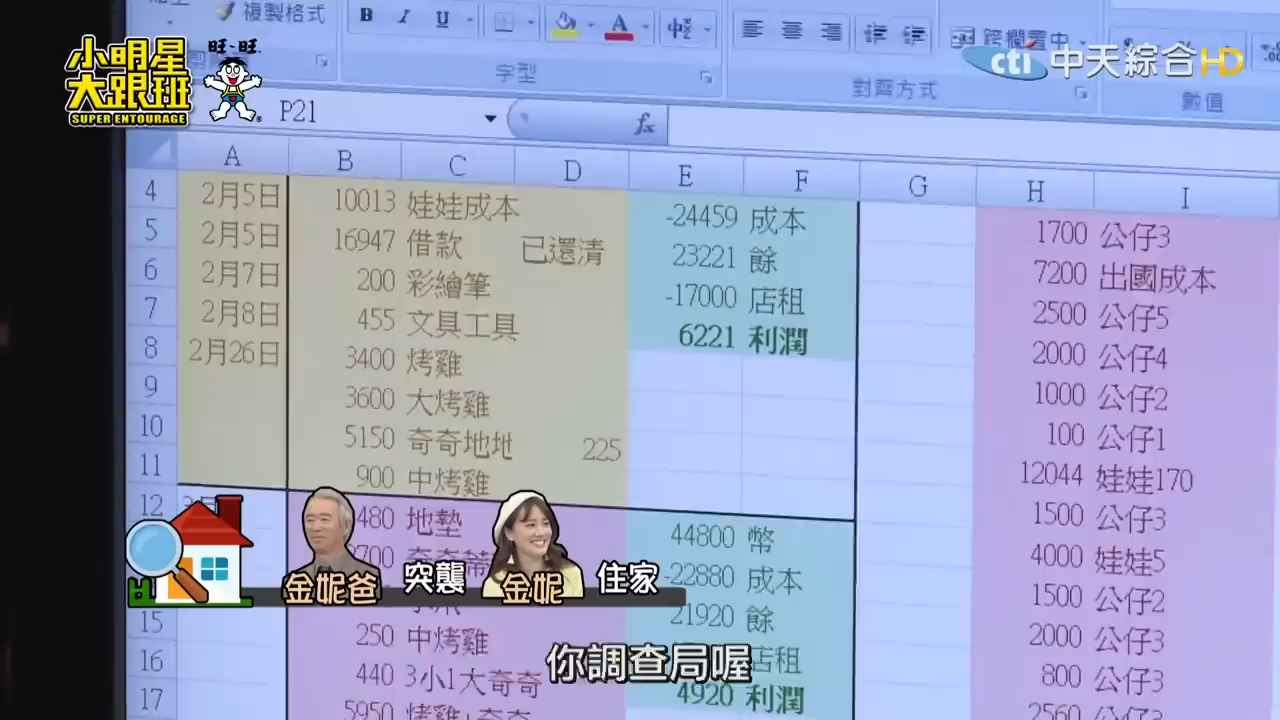 複製格式
B I U A 中
跨欄置中
字型
對齊方式
數值
小明星
大跟班
SUPER ENTOURAGE
旺旺
cti 中天綜合HD
P21 fx
A B C D E F G H I
4 2月5日 10013 娃娃成本 -24459 成本 1700 公仔3
5 2月5日 16947 借款 已還清 23221 餘 7200 出國成本
6 2月7日 200 彩繪筆 -17000 店租 2500 公仔5
7 2月8日 455 文具工具 6221 利潤 2000 公仔4
8 2月26日 3400 烤雞 1000 公仔2
9 3600 大烤雞 100 公仔1
10 5150 奇奇地地 225 12044 娃娃170
11 900 中烤雞 1500 公仔3
12 480 地墊 44800 幣 4000 娃娃5
-22880 成本 1500 公仔2
15 250 中烤雞 21920 餘 2000 公仔3
16 440 3小1大奇奇 店租 800 公仔3
17 5950 4920 利潤 2560
金妮爸 突襲 金妮 住家
你調查局喔